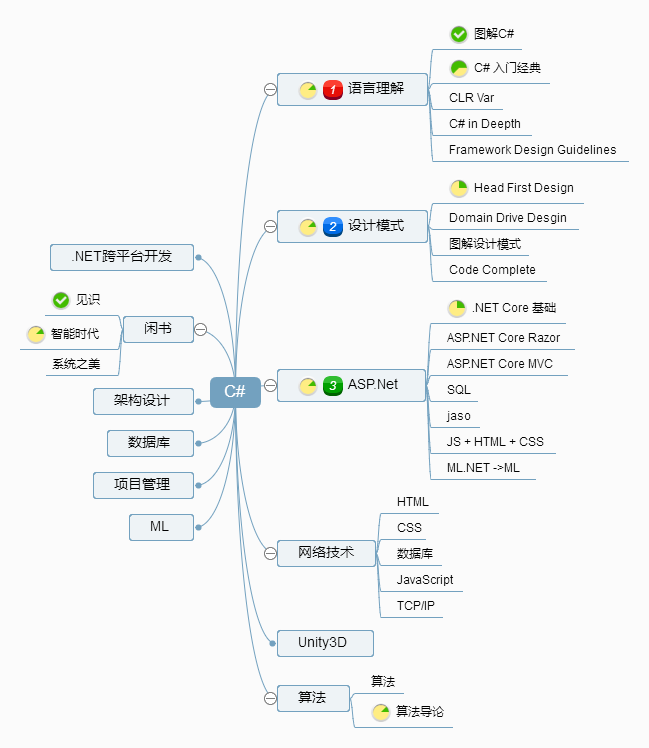 C#
1 语言理解
图解C#
C# 入门经典
CLR Var
C# in Deepth
Framework Design Guidelines
2 设计模式
Head First Design
Domain Drive Desgin
图解设计模式
Code Complete
3 ASP.Net
.NET Core 基础
ASP.NET Core Razor
ASP.NET Core MVC
SQL
jaso
JS + HTML + CSS
ML.NET ->ML
网络技术
HTML
CSS
数据库
JavaScript
TCP/IP
Unity3D
算法
算法
算法导论
.NET跨平台开发
闲书
见识
智能时代
系统之美
架构设计
数据库
项目管理
ML